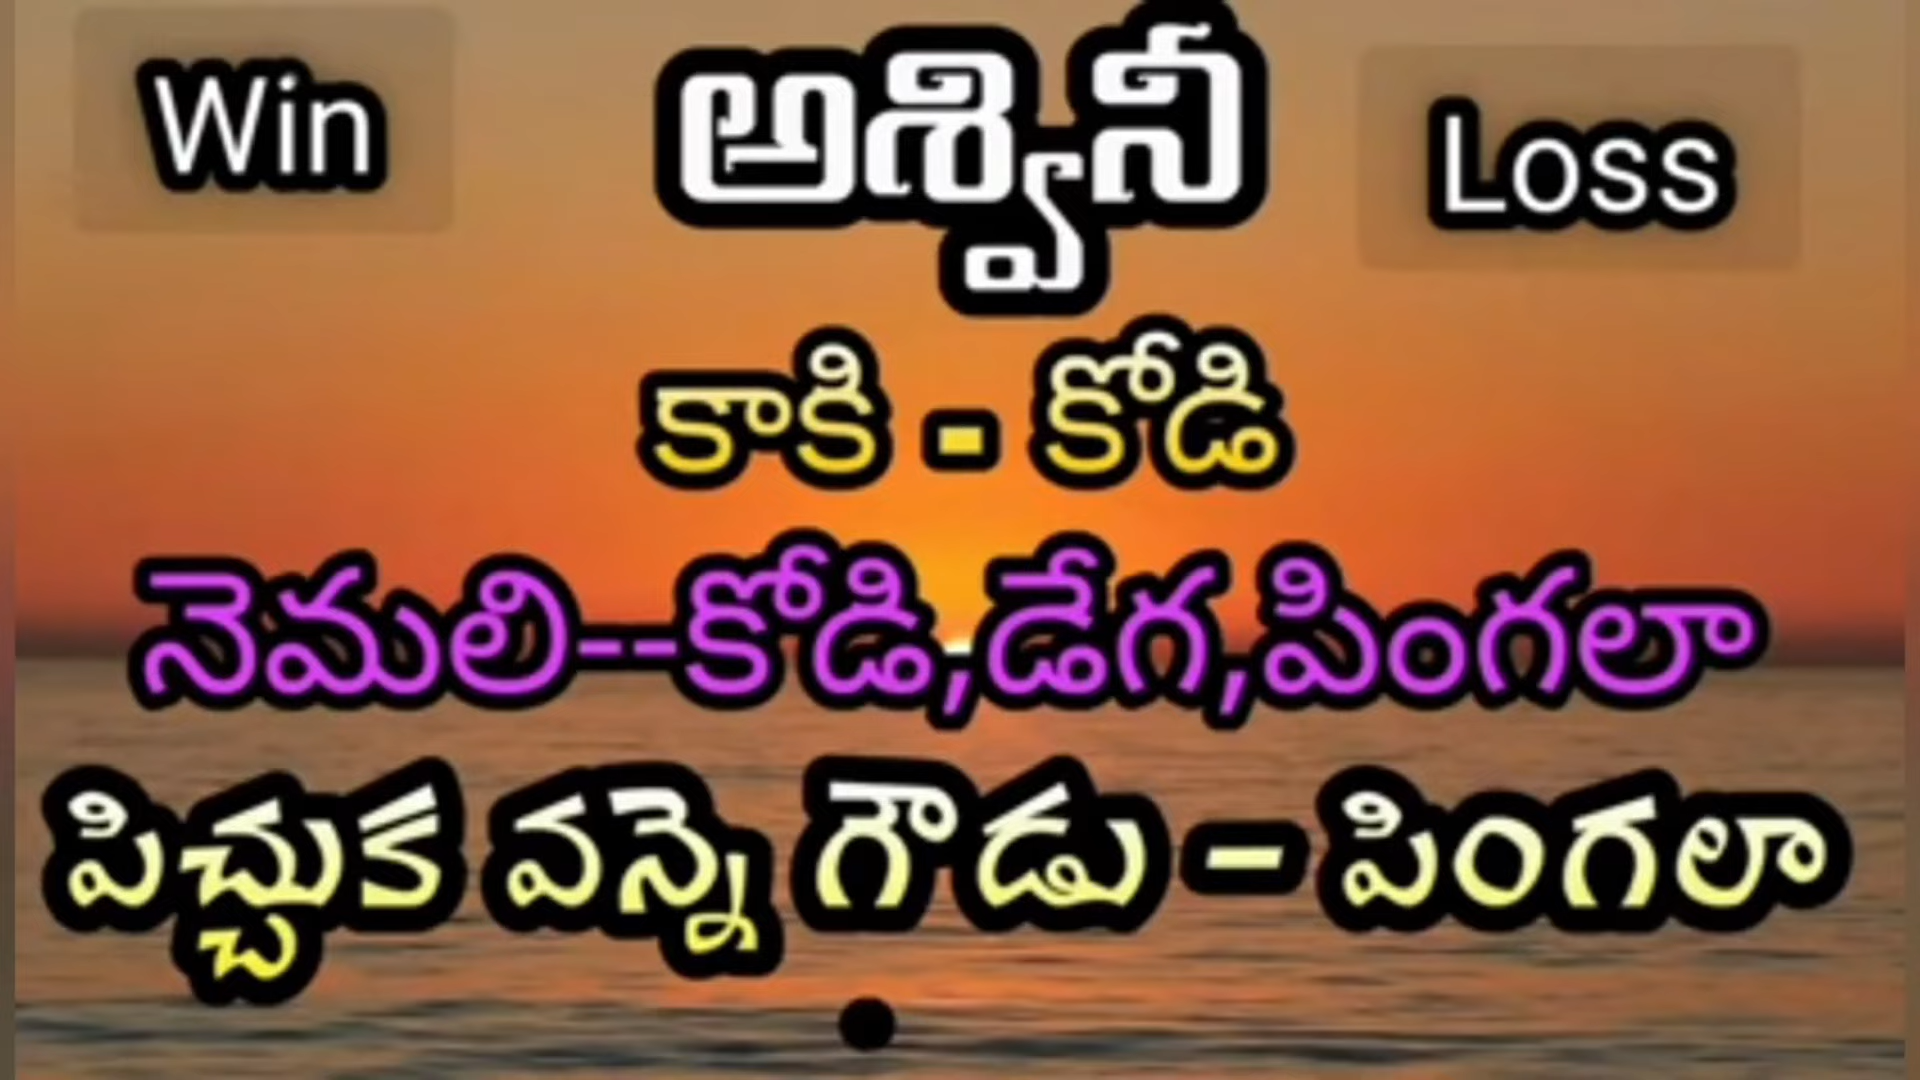 Win అశ్వినీ Loss
కాకి - కోడి
నెమలి--కోడి,డేగ,పింగలా
పిచ్చుక వన్నె గౌడు - పింగలా